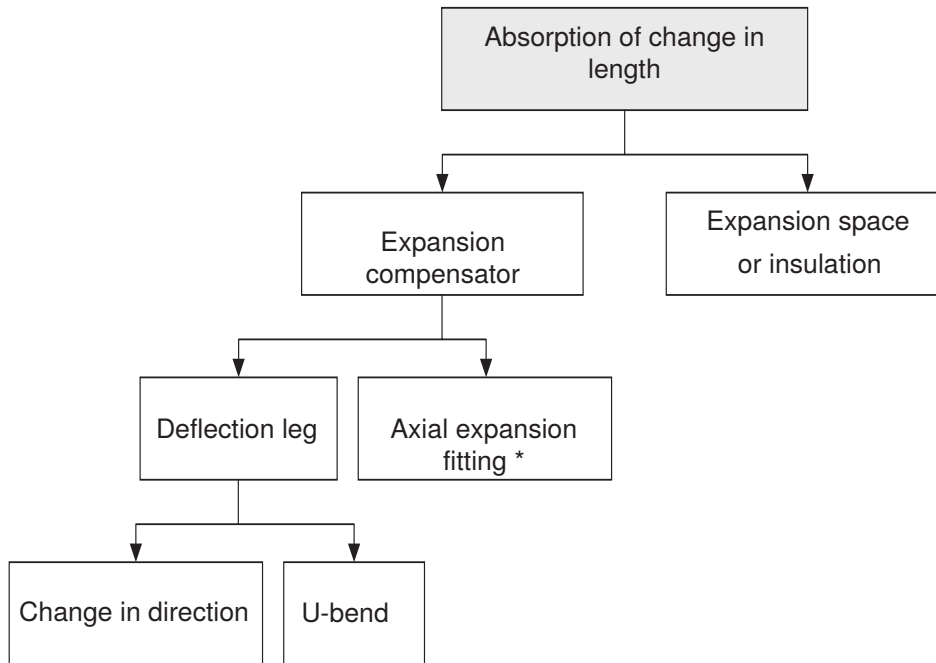 Absorption of change in
length
Expansion
compensator
Expansion space
or insulation
Deflection leg
Axial expansion
fitting *
Change in direction
U-bend